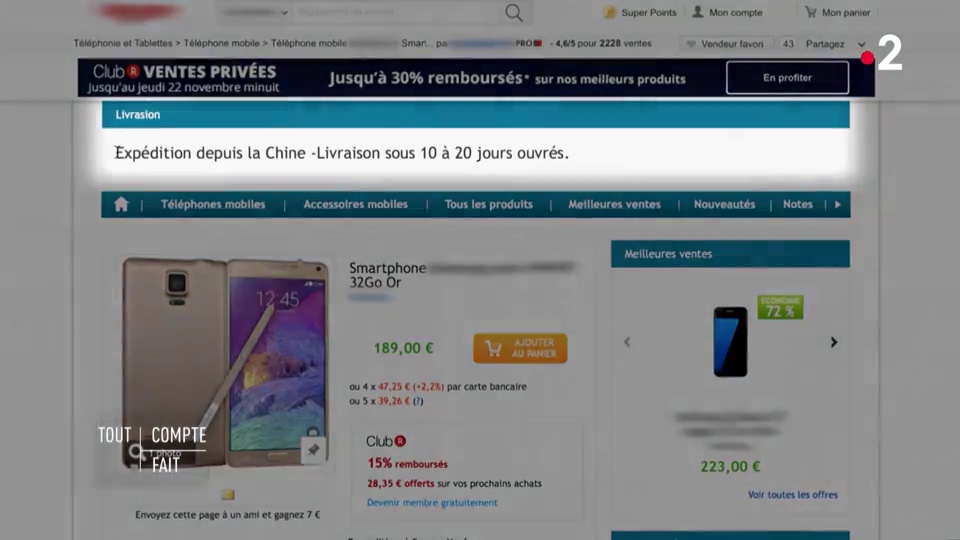 Super Points
Mon compte
Mon panier
Téléphonie et Tablettes > Téléphone mobile > Téléphone mobile
Smart... pa
PRO
- 4,6/5 pour 2228 ventes
Vendeur favori
43
Partagez
2
Club R VENTES PRIVÉES
Jusqu'au jeudi 22 novembre minuit
Jusqu'à 30% remboursés* sur nos meilleurs produits
En profiter
Livrasion
Expédition depuis la Chine -Livraison sous 10 à 20 jours ouvrés.
Téléphones mobiles | Accessoires mobiles | Tous les produits | Meilleures ventes | Nouveautés | Notes
Smartphone
32Go Or
189,00 €
AJOUTER
AU PANIER
ou 4 x 47,25 € (+2,2%) par carte bancaire
ou 5 x 39,26 € (?)
Club R
15% remboursés
28,35 € offerts sur vos prochains achats
Devenir membre gratuitement
12:45
1 photo
Envoyez cette page à un ami et gagnez 7 €
Meilleures ventes
ÉCONOMIE
72 %
223,00 €
Voir toutes les offres
TOUT COMPTE
FAIT